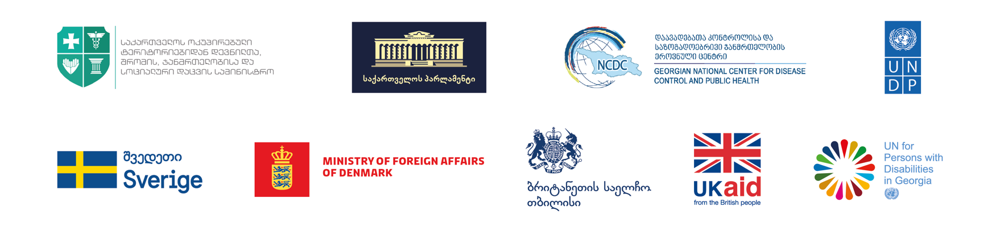 საქართველოს ოკუპირებული
ტერიტორიებიდან დევნილთა,
შრომის, ჯანმრთელობისა და
სოციალური დაცვის სამინისტრო
საქართველოს პარლამენტი
NCDC
დაავადებათა კონტროლისა და
საზოგადოებრივი ჯანმრთელობის
ეროვნული ცენტრი
GEORGIAN NATIONAL CENTER FOR DISEASE
CONTROL AND PUBLIC HEALTH
UN
DP
შვედეთი
Sverige
MINISTRY OF FOREIGN AFFAIRS
OF DENMARK
DIEU ET MON DROIT
ბრიტანეთის საელჩო
თბილისი
UKaid
from the British people
UN for
Persons with
Disabilities
in Georgia